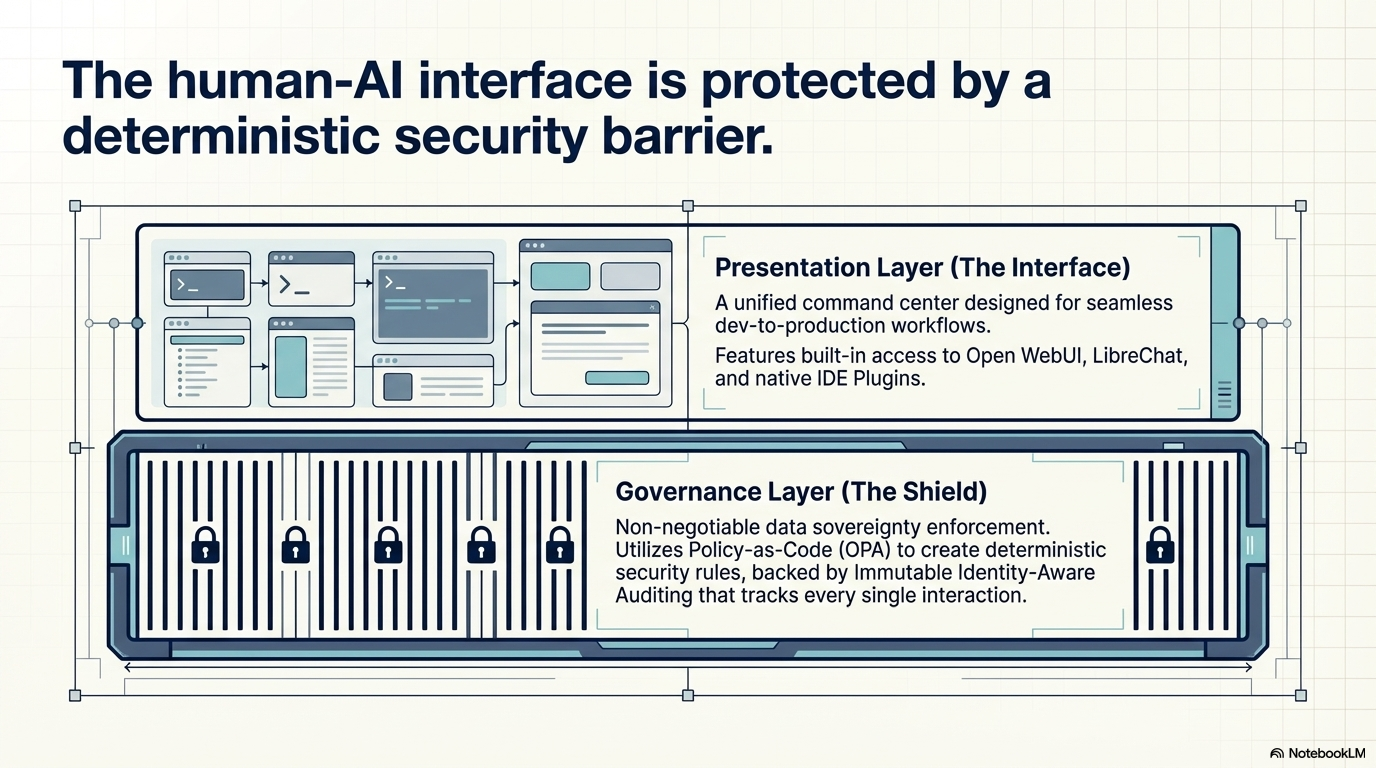 The human-AI interface is protected by a
deterministic security barrier.
Presentation Layer (The Interface)
A unified command center designed for seamless
dev-to-production workflows.
Features built-in access to Open WebUI, LibreChat,
and native IDE Plugins.
Governance Layer (The Shield)
Non-negotiable data sovereignty enforcement.
Utilizes Policy-as-Code (OPA) to create deterministic
security rules, backed by Immutable Identity-Aware
Auditing that tracks every single interaction.
NotebookLM